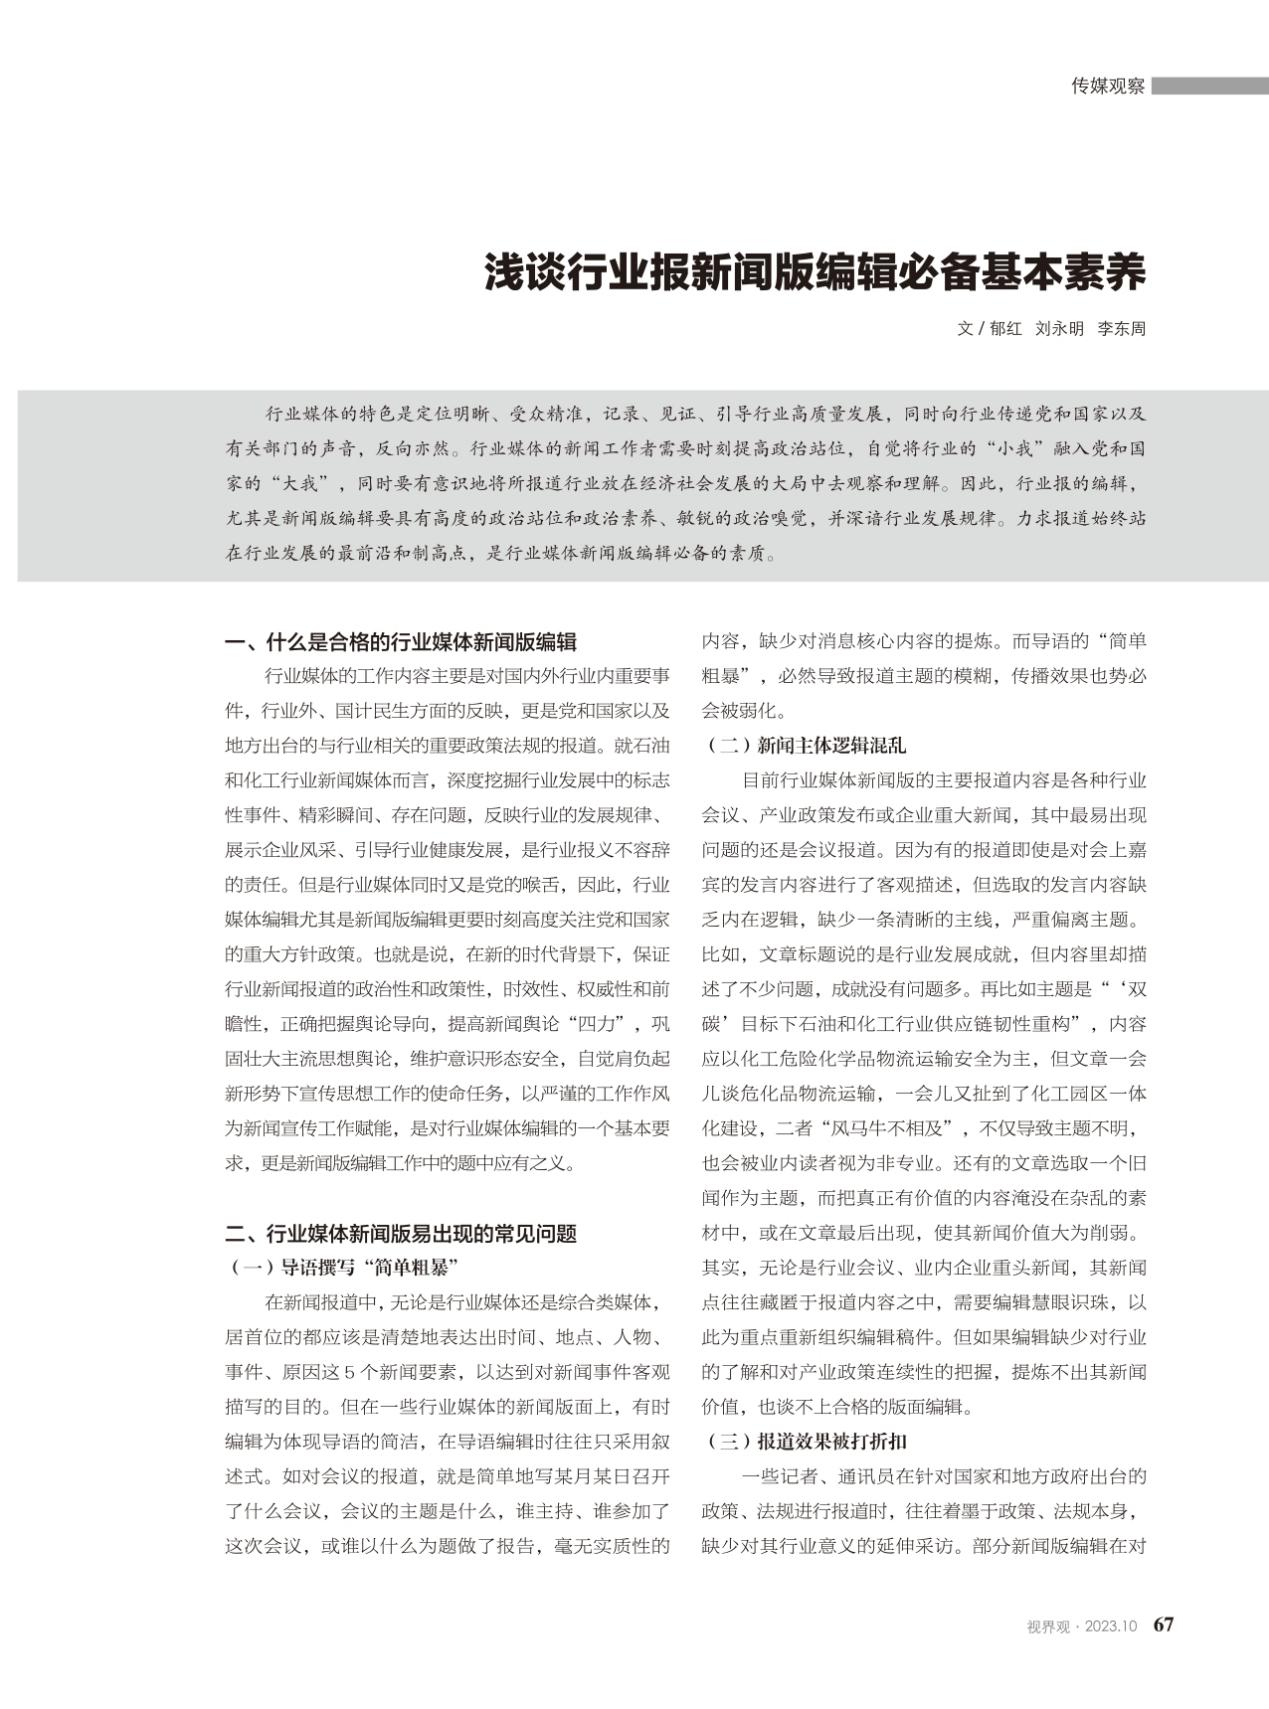 传媒观察
浅谈行业报新闻版编辑必备基本素养
文 / 郁红 刘永明 李东周
行业媒体的特色是定位明晰、受众精准，记录、见证、引导行业高质量发展，同时向行业传递党和国家以及
有关部门的声音，反向亦然。行业媒体的新闻工作者需要时刻提高政治站位，自觉将行业的“小我”融入党和国
家的“大我”，同时要有意识地将所报道行业放在经济社会发展的大局中去观察和理解。因此，行业报的编辑，
尤其是新闻版编辑要具有高度的政治站位和政治素养、敏锐的政治嗅觉，并深谙行业发展规律。力求报道始终站
在行业发展的最前沿和制高点，是行业媒体新闻版编辑必备的素质。
一、什么是合格的行业媒体新闻版编辑
行业媒体的工作内容主要是对国内外行业内重要事
件，行业外、国计民生方面的反映，更是党和国家以及
地方出台的与行业相关的重要政策法规的报道。就石油
和化工行业新闻媒体而言，深度挖掘行业发展中的标志
性事件、精彩瞬间、存在问题，反映行业的发展规律、
展示企业风采、引导行业健康发展，是行业报义不容辞
的责任。但是行业媒体同时又是党的喉舌，因此，行业
媒体编辑尤其是新闻版编辑更要时刻高度关注党和国家
的重大方针政策。也就是说，在新的时代背景下，保证
行业新闻报道的政治性和政策性，时效性、权威性和前
瞻性，正确把握舆论导向，提高新闻舆论“四力”，巩
固壮大主流思想舆论，维护意识形态安全，自觉肩负起
新形势下宣传思想工作的使命任务，以严谨的工作作风
为新闻宣传工作赋能，是对行业媒体编辑的一个基本要
求，更是新闻版编辑工作中的题中应有之义。
二、行业媒体新闻版易出现的常见问题
（一）导语撰写“简单粗暴”
在新闻报道中，无论是行业媒体还是综合类媒体，
居首位的都应该是清楚地表达出时间、地点、人物、
事件、原因这 5 个新闻要素，以达到对新闻事件客观
描写的目的。但在一些行业媒体的新闻版面上，有时
编辑为体现导语的简洁，在导语编辑时往往只采用叙
述式。如对会议的报道，就是简单地写某月某日召开
了什么会议，会议的主题是什么，谁主持、谁参加了
这次会议，或谁以什么为题做了报告，毫无实质性的
内容，缺少对消息核心内容的提炼。而导语的“简单
粗暴”，必然导致报道主题的模糊，传播效果也势必
会被弱化。
（二）新闻主体逻辑混乱
目前行业媒体新闻版的主要报道内容是各种行业
会议、产业政策发布或企业重大新闻，其中最易出现
问题的还是会议报道。因为有的报道即使是对会上嘉
宾的发言内容进行了客观描述，但选取的发言内容缺
乏内在逻辑，缺少一条清晰的主线，严重偏离主题。
比如，文章标题说的是行业发展成就，但内容里却描
述了不少问题，成就没有问题多。再比如主题是“‘双
碳’目标下石油和化工行业供应链韧性重构”，内容
应以化工危险化学品物流运输安全为主，但文章一会
儿谈危化品物流运输，一会儿又扯到了化工园区一体
化建设，二者“风马牛不相及”，不仅导致主题不明，
也会被业内读者视为非专业。还有的文章选取一个旧
闻作为主题，而把真正有价值的内容淹没在杂乱的素
材中，或在文章最后出现，使其新闻价值大为削弱。
其实，无论是行业会议、业内企业重头新闻，其新闻
点往往藏匿于报道内容之中，需要编辑慧眼识珠，以
此为重点重新组织编辑稿件。但如果编辑缺少对行业
的了解和对产业政策连续性的把握，提炼不出其新闻
价值，也谈不上合格的版面编辑。
（三）报道效果被打折扣
一些记者、通讯员在针对国家和地方政府出台的
政策、法规进行报道时，往往着墨于政策、法规本身，
缺少对其行业意义的延伸采访。部分新闻版编辑在对
视界观 · 2023.10 67